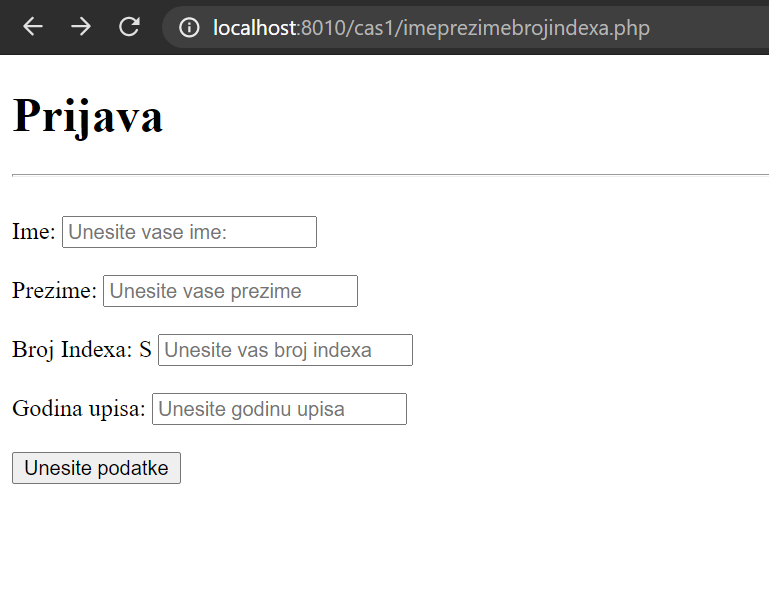 localhost:8010/cas1/imeprezimebrojindexa.php
Prijava
Ime: Unesite vase ime:
Prezime: Unesite vase prezime
Broj Indexa: S Unesite vas broj indexa
Godina upisa: Unesite godinu upisa
Unesite podatke